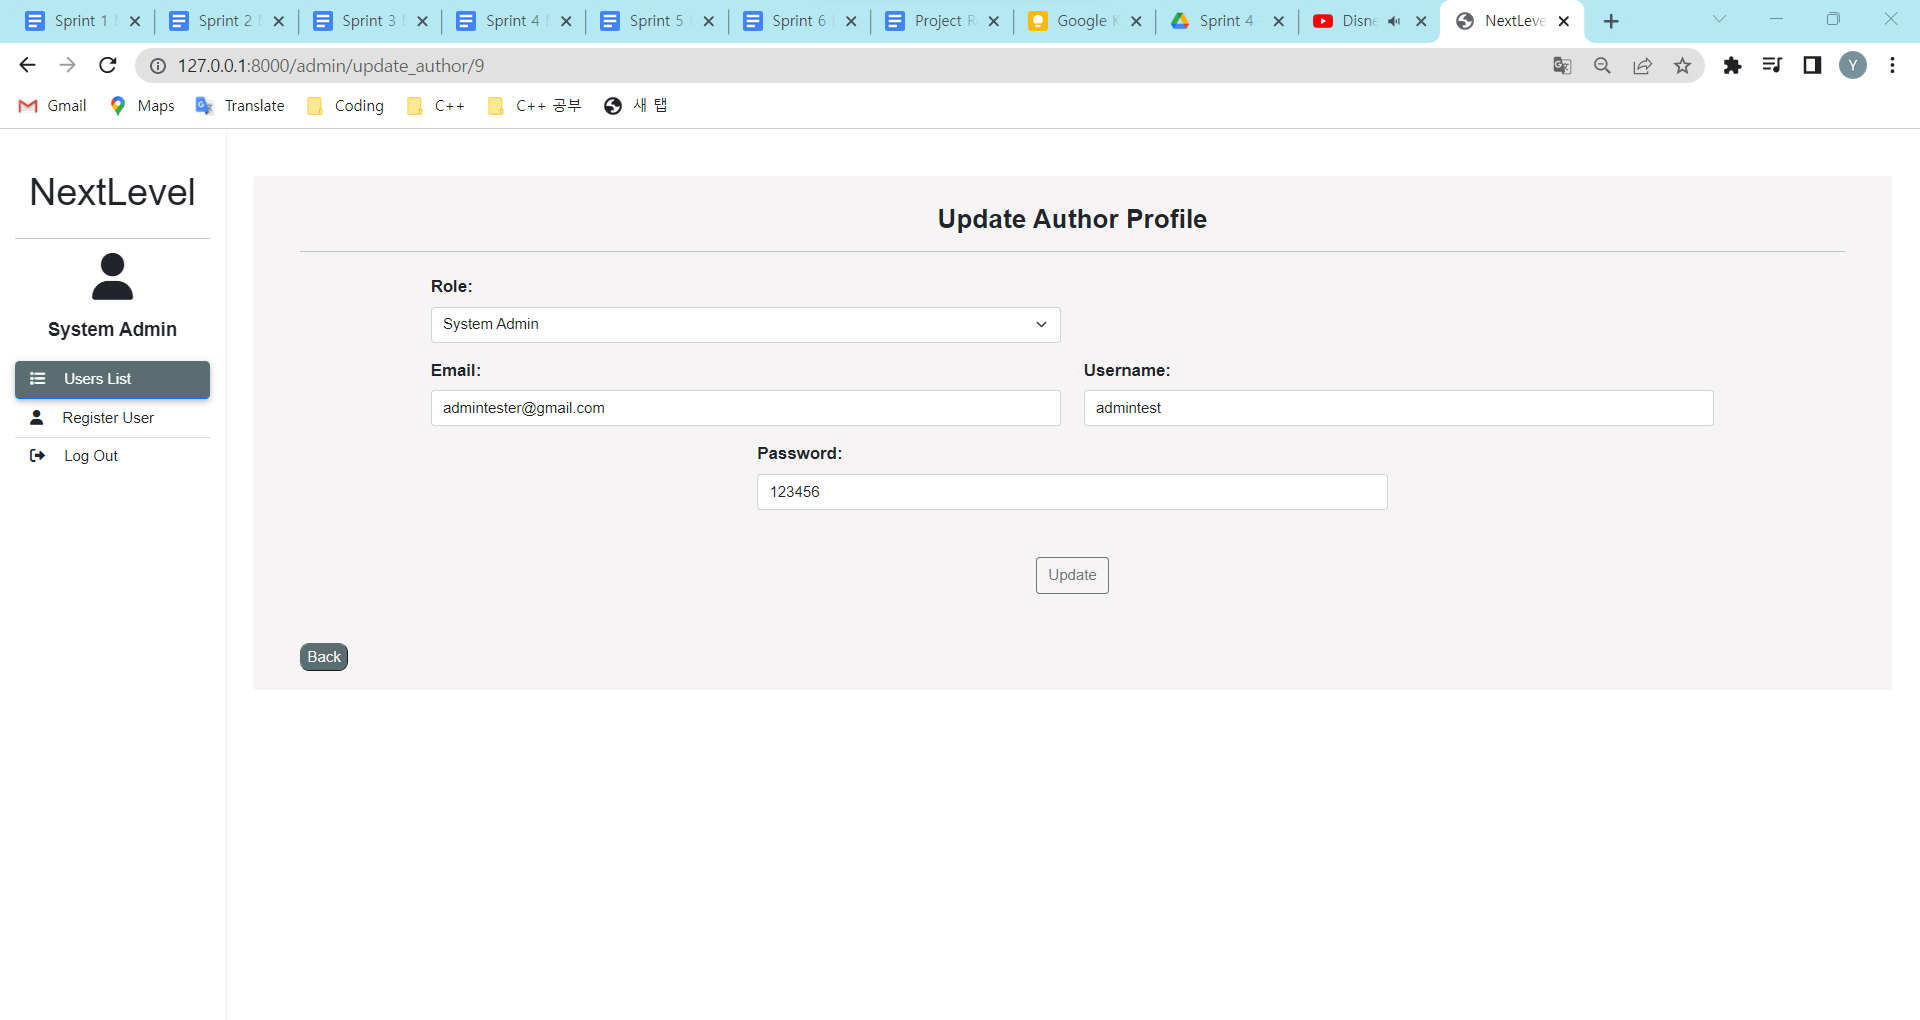 Sprint 1 Sprint 2 Sprint 3 Sprint 4 Sprint 5 Sprint 6 Project Google Sprint 4 Disne NextLeve
127.0.0.1:8000/admin/update_author/9
Y
Gmail Maps Translate Coding C++ C++ 공부 새 탭
NextLevel
System Admin
Users List
Register User
Log Out
Update Author Profile
Role:
System Admin
Email: Username:
admintester@gmail.com admintest
Password:
123456
Update
Back